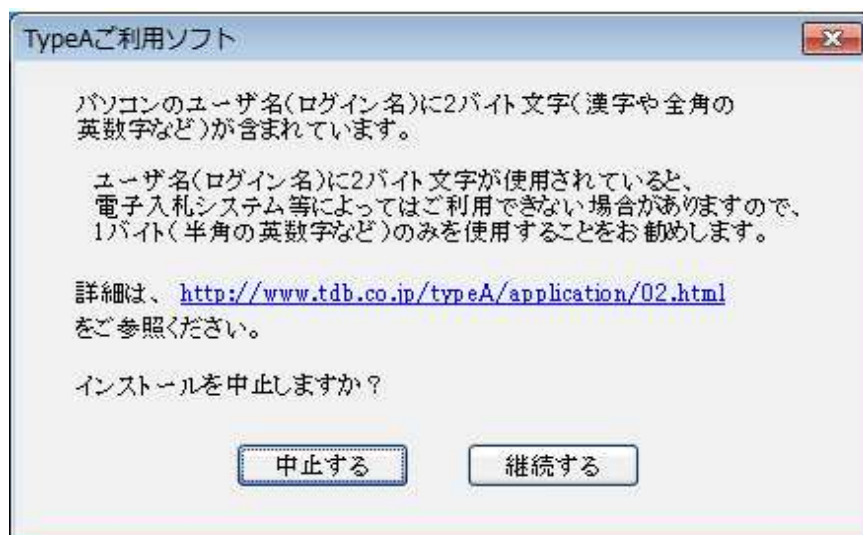 TypeAご利用ソフト
パソコンのユーザ名(ログイン名)に2バイト文字(漢字や全角の
英数字など)が含まれています。
ユーザ名(ログイン名)に2バイト文字が使用されていると、
電子入札システム等によってはご利用できない場合がありますので、
1バイト(半角の英数字など)のみを使用することをお勧めします。
詳細は、 http://www.tdb.co.jp/typeA/application/02.html
をご参照ください。
インストールを中止しますか？
中止する 継続する